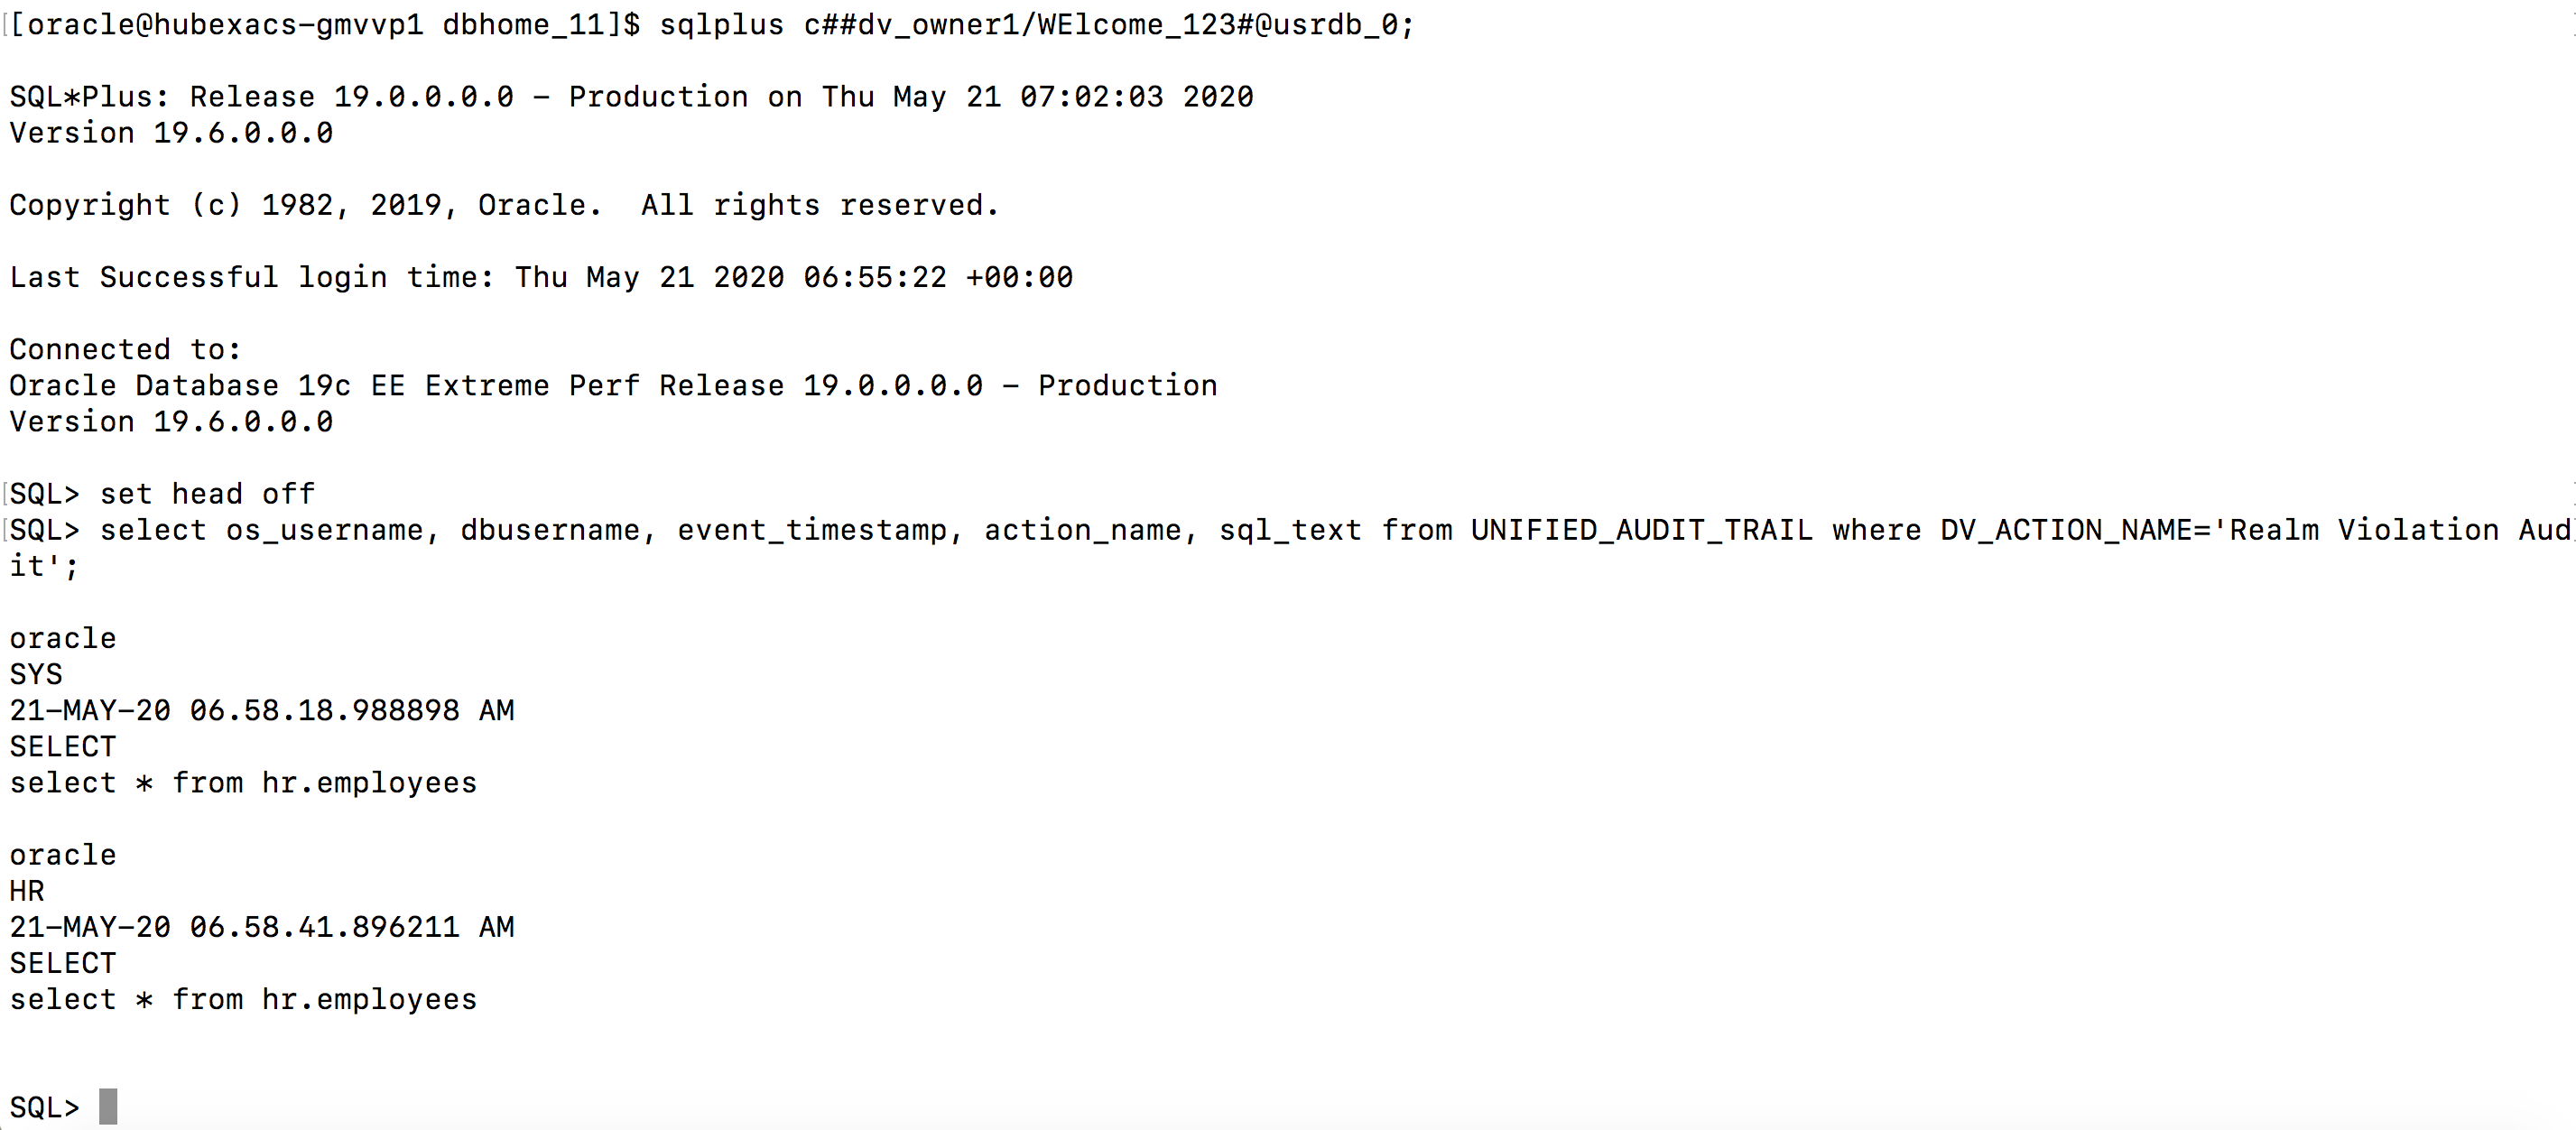 [[oracle@hubexacs-gmvvp1 dbhome_11]$ sqlplus c##dv_owner1/WElcome_123#@usrdb_0;
SQL*Plus: Release 19.0.0.0.0 - Production on Thu May 21 07:02:03 2020
Version 19.6.0.0.0
Copyright (c) 1982, 2019, Oracle.  All rights reserved.
Last Successful login time: Thu May 21 2020 06:55:22 +00:00
Connected to:
Oracle Database 19c EE Extreme Perf Release 19.0.0.0.0 - Production
Version 19.6.0.0.0
[SQL> set head off
[SQL> select os_username, dbusername, event_timestamp, action_name, sql_text from UNIFIED_AUDIT_TRAIL where DV_ACTION_NAME='Realm Violation Aud
it';
oracle
SYS
21-MAY-20 06.58.18.988898 AM
SELECT
select * from hr.employees
oracle
HR
21-MAY-20 06.58.41.896211 AM
SELECT
select * from hr.employees
SQL>